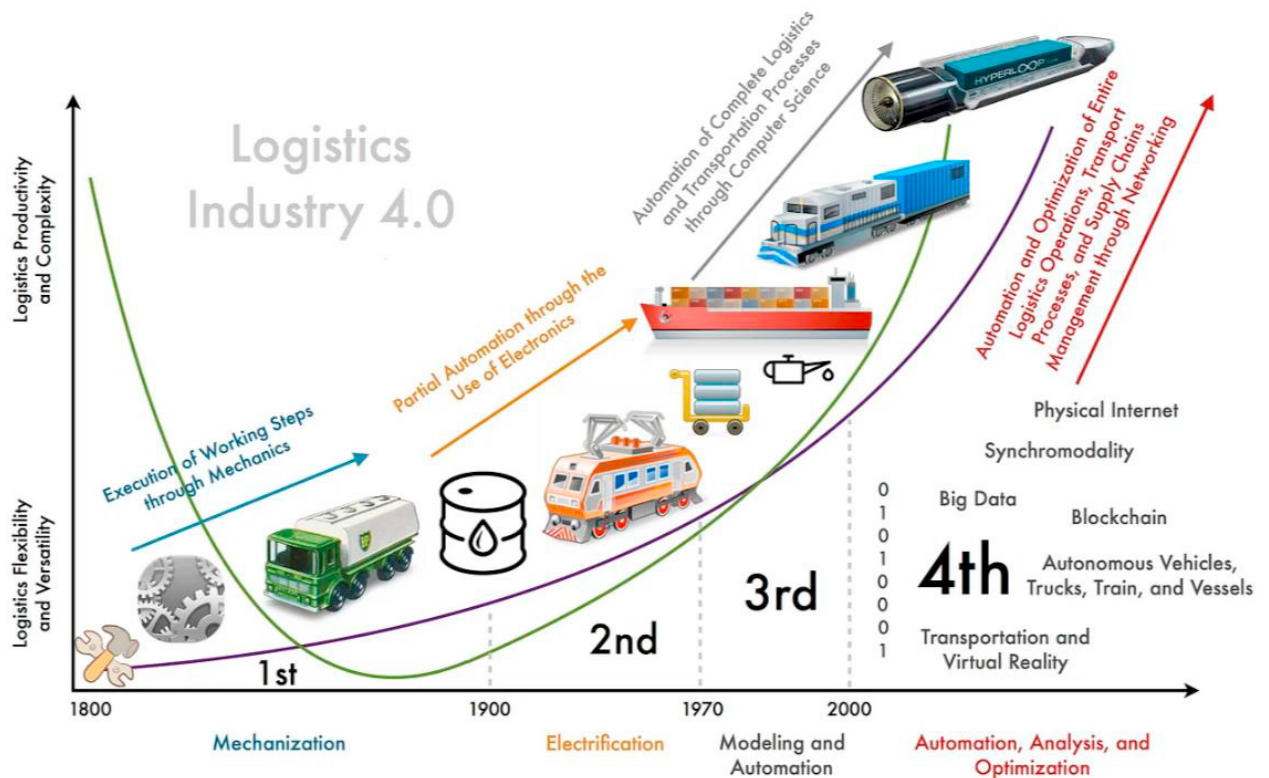 Logistics
Industry 4.0
Logistics Productivity
and Complexity
Logistics Flexibility
and Versatility
Execution of Working Steps
through Mechanics
Partial Automation through the
Use of Electronics
Automation of Complete Logistics
and Transportation Processes
through Computer Science
HYPERLOOP
Automation and Optimization of Entire
Logistics Operations, Transport
Processes, and Supply Chains
Management through Networking
Physical Internet
Synchromodality
Big Data
Blockchain
4th
Autonomous Vehicles,
Trucks, Train, and Vessels
Transportation and
Virtual Reality
0
1
0
1
0
0
0
1
1st
2nd
3rd
1800
1900
1970
2000
Mechanization
Electrification
Modeling and
Automation
Automation, Analysis, and
Optimization